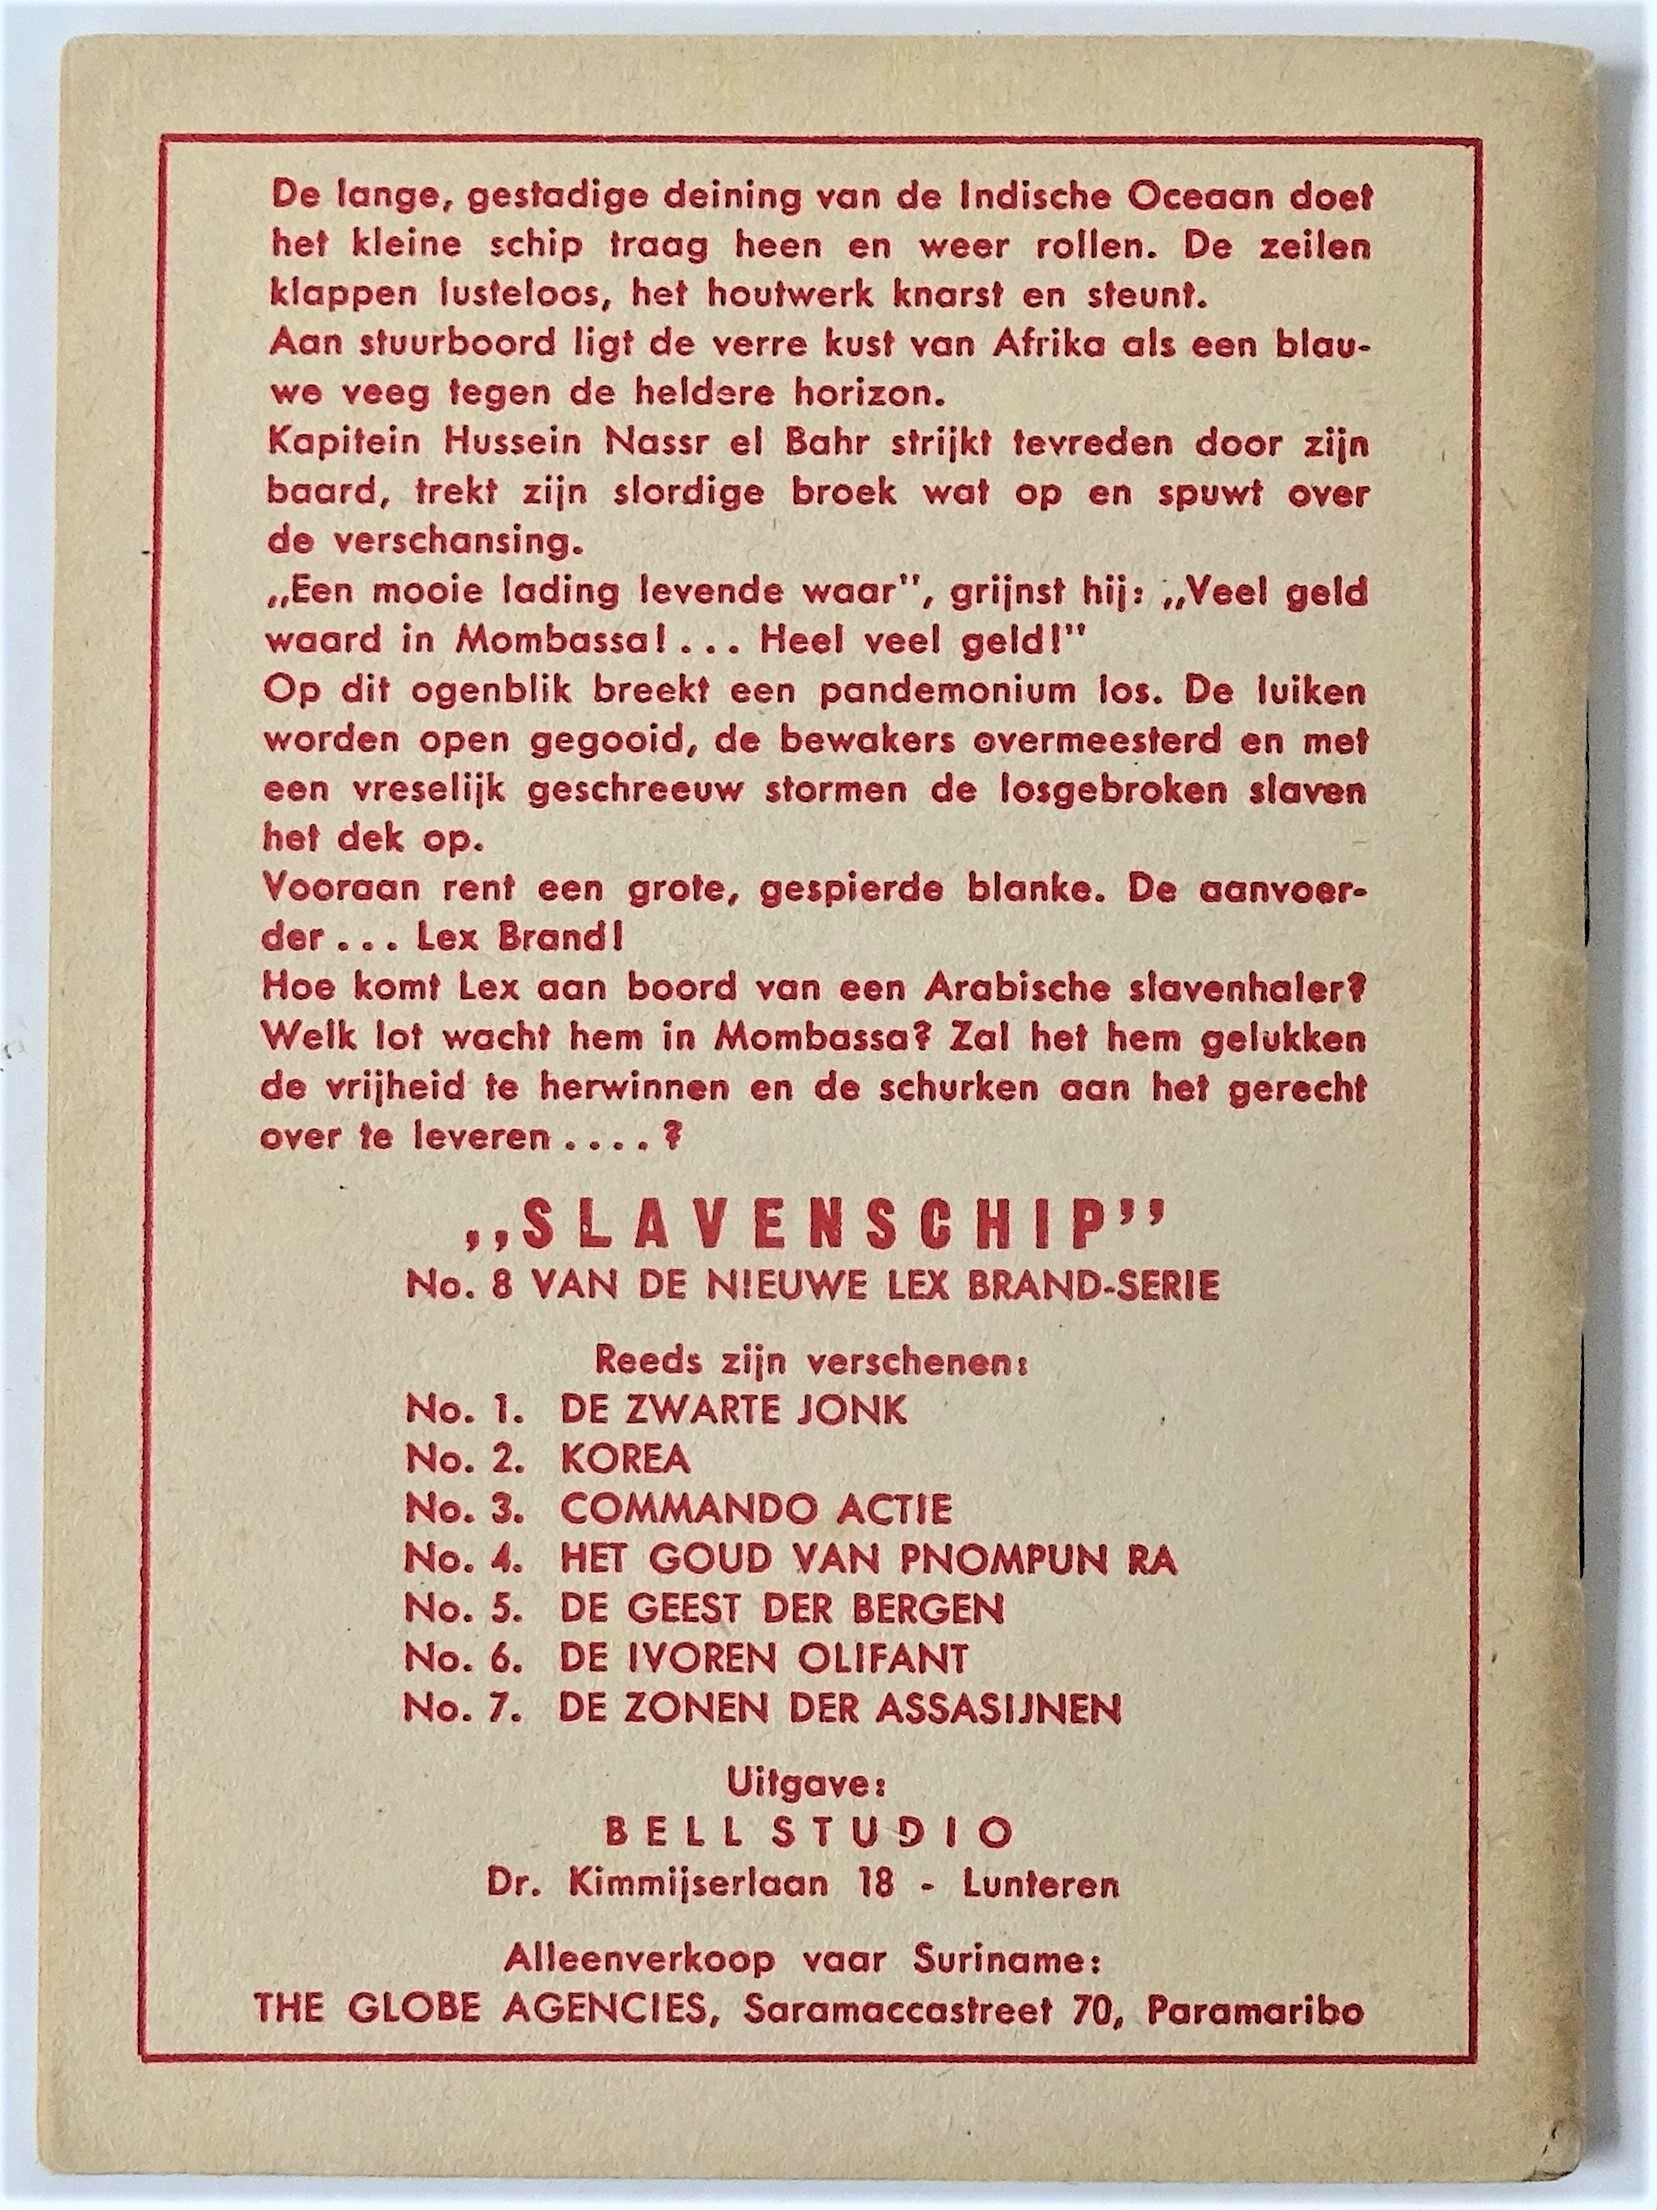 De lange, gestadige deining van de Indische Oceaan doet
het kleine schip traag heen en weer rollen. De zeilen
klappen lusteloos, het houtwerk knarst en steunt.
Aan stuurboord ligt de verre kust van Afrika als een blau-
we veeg tegen de heldere horizon.
Kapitein Hussein Nassr el Bahr strijkt tevreden door zijn
baard, trekt zijn slordige broek wat op en spuwt over
de verschansing.
„Een mooie lading levende waar”, grijnst hij: „Veel geld
waard in Mombassa! ... Heel veel geld!”
Op dit ogenblik breekt een pandemonium los. De luiken
worden open gegooid, de bewakers overmeesterd en met
een vreselijk geschreeuw stormen de losgebroken slaven
het dek op.
Vooraan rent een grote, gespierde blanke. De aanvoer-
der ... Lex Brand!
Hoe komt Lex aan boord van een Arabische slavenhaler?
Welk lot wacht hem in Mombassa? Zal het hem gelukken
de vrijheid te herwinnen en de schurken aan het gerecht
over te leveren ....?
„SLAVENSCHIP”
No. 8 VAN DE NIEUWE LEX BRAND-SERIE
Reeds zijn verschenen:
No. 1. DE ZWARTE JONK
No. 2. KOREA
No. 3. COMMANDO ACTIE
No. 4. HET GOUD VAN PNOMPUN RA
No. 5. DE GEEST DER BERGEN
No. 6. DE IVOREN OLIFANT
No. 7. DE ZONEN DER ASSASIJNEN
Uitgave:
BELL STUDIO
Dr. Kimmijserlaan 18 - Lunteren
Alleenverkoop vaar Suriname:
THE GLOBE AGENCIES, Saramaccastreet 70, Paramaribo